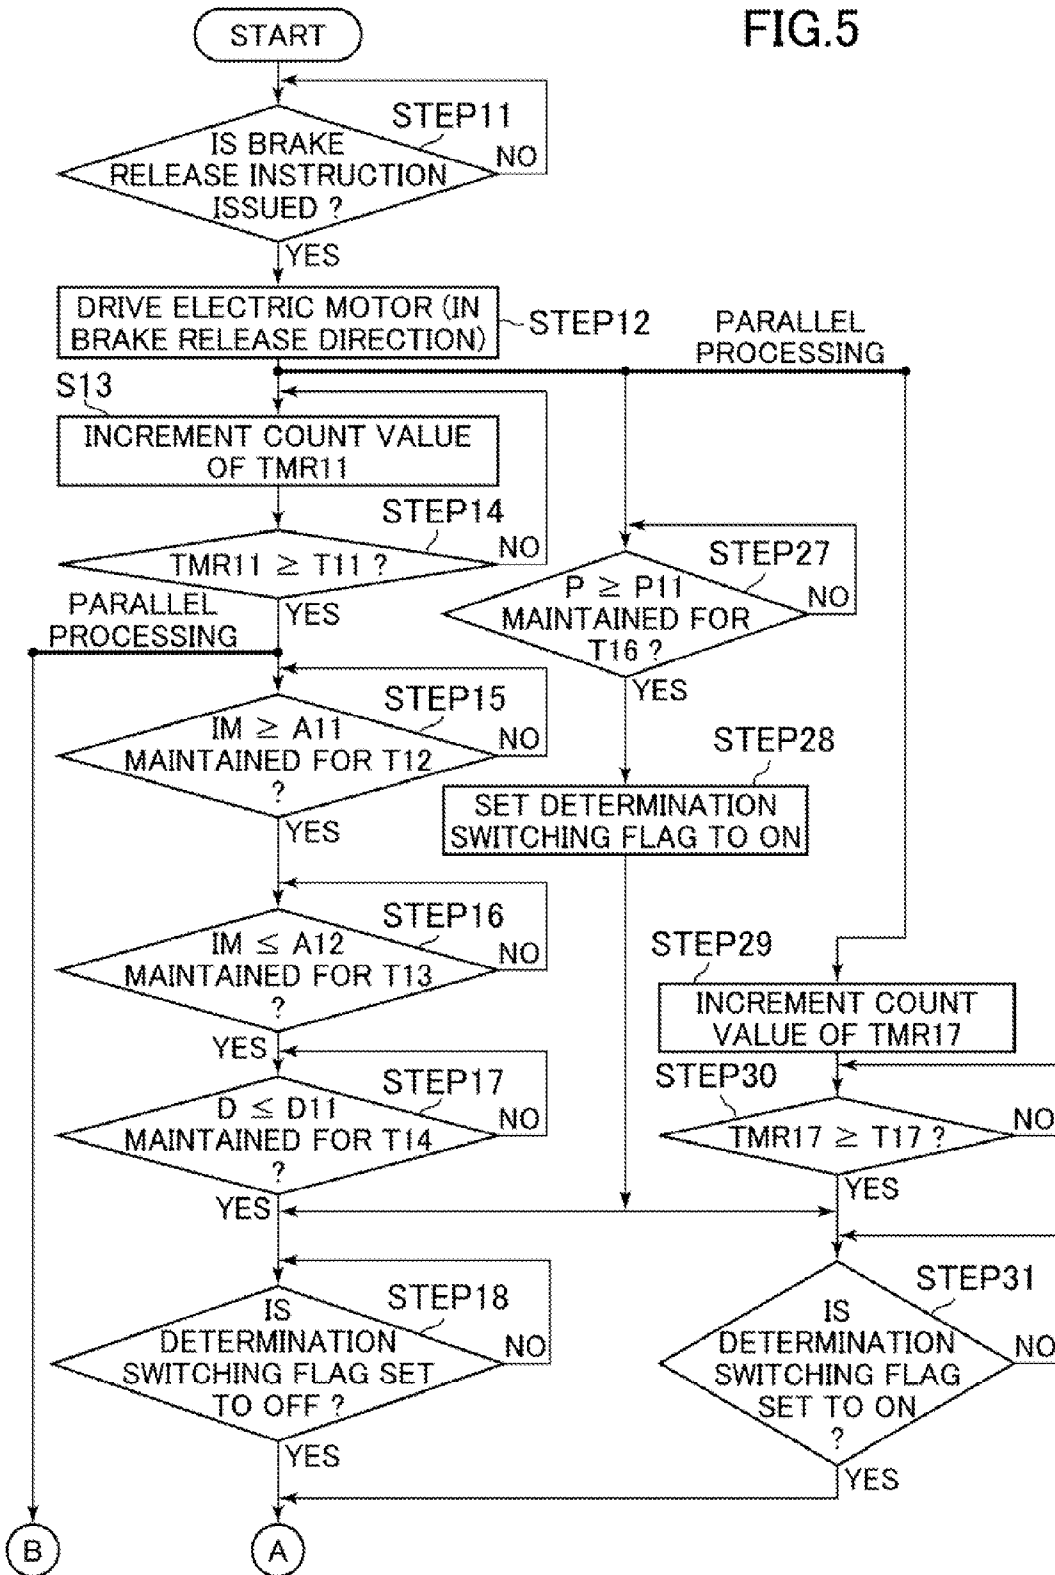 FIG.5
START
STEP11
IS BRAKE
RELEASE INSTRUCTION
ISSUED ?
NO
YES
DRIVE ELECTRIC MOTOR (IN
BRAKE RELEASE DIRECTION)
STEP12
PARALLEL
PROCESSING
S13
INCREMENT COUNT VALUE
OF TMR11
STEP14
TMR11 ≥ T11 ?
NO
YES
PARALLEL
PROCESSING
STEP27
P ≥ P11
MAINTAINED FOR
T16 ?
NO
YES
STEP15
IM ≥ A11
MAINTAINED FOR T12
?
NO
YES
STEP28
SET DETERMINATION
SWITCHING FLAG TO ON
STEP16
IM ≤ A12
MAINTAINED FOR T13
?
NO
YES
STEP29
INCREMENT COUNT
VALUE OF TMR17
STEP17
D ≤ D11
MAINTAINED FOR T14
?
NO
YES
STEP30
TMR17 ≥ T17 ?
NO
YES
STEP18
IS
DETERMINATION
SWITCHING FLAG SET
TO OFF ?
NO
YES
STEP31
IS
DETERMINATION
SWITCHING FLAG
SET TO ON
?
NO
YES
B
A